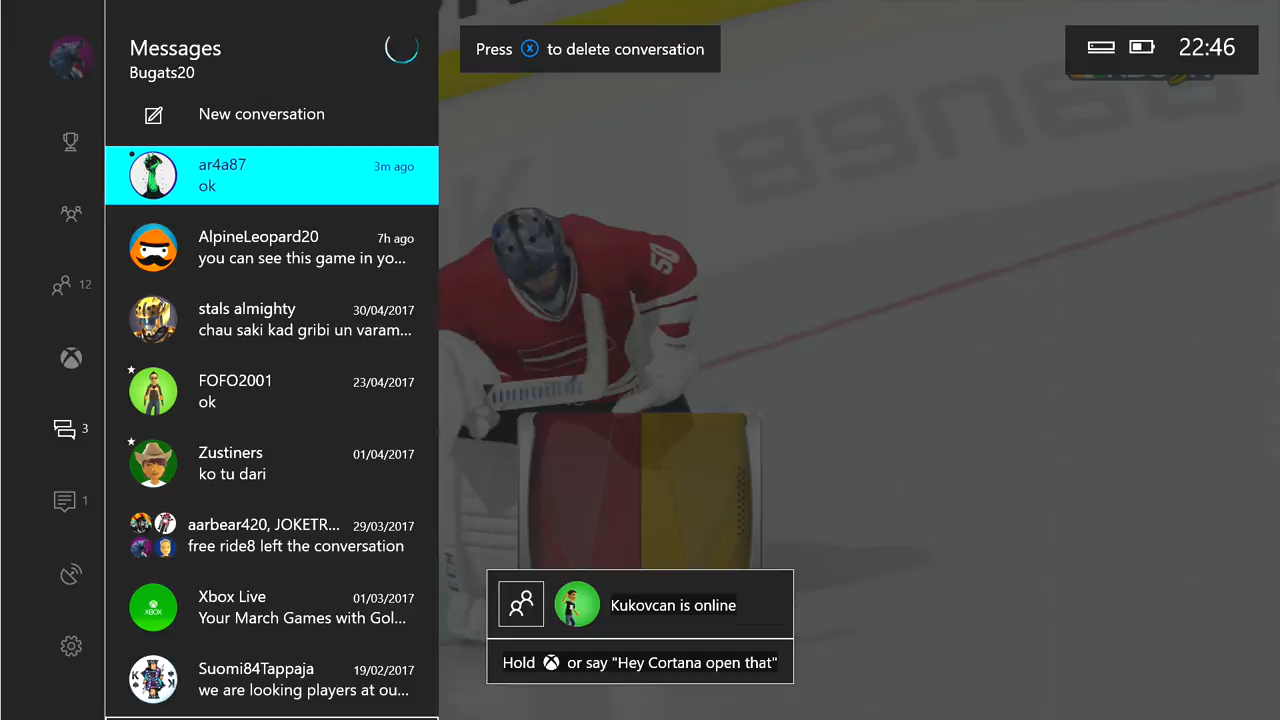 Messages
Bugats20
New conversation
ar4a87
3m ago
ok
AlpineLeopard20
7h ago
you can see this game in yo...
stals almighty
30/04/2017
chau saki kad gribi un varam...
FOFO2001
23/04/2017
ok
Zustiners
01/04/2017
ko tu dari
aarbear420, JOKETR...
29/03/2017
free ride8 left the conversation
Xbox Live
01/03/2017
Your March Games with Gol...
Suomi84Tappaja
19/02/2017
we are looking players at ou...
12
3
1
Press X to delete conversation
22:46
50
Kukovcan is online
Hold or say "Hey Cortana open that"